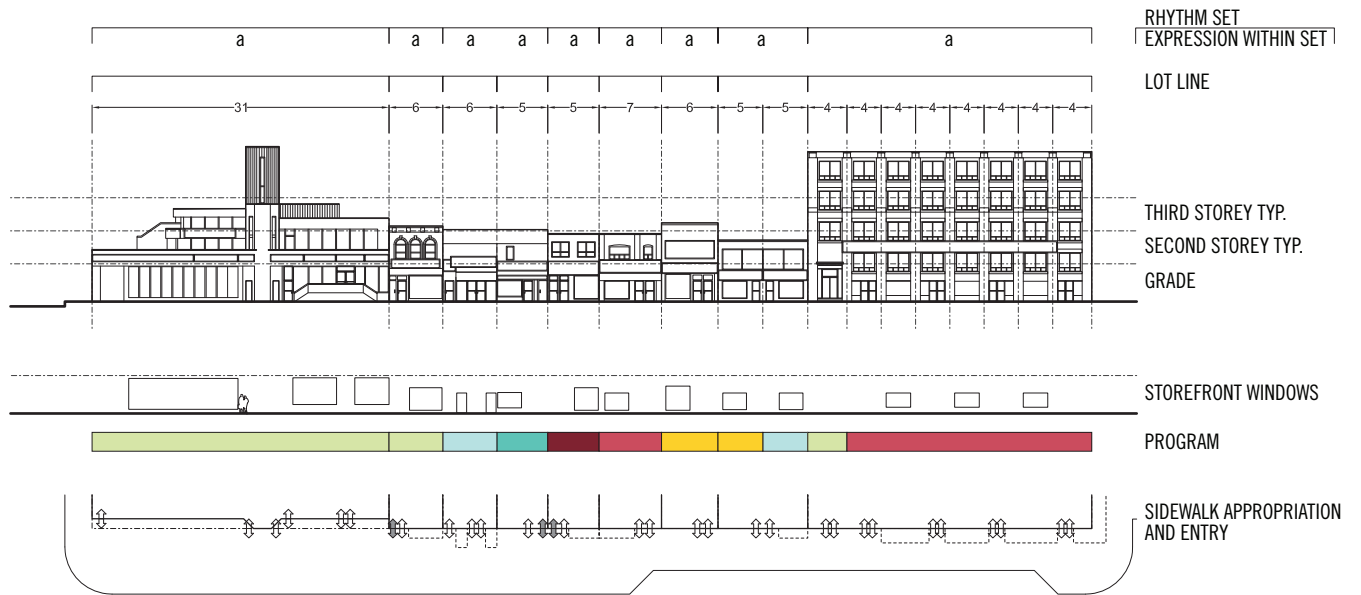 RHYTHM SET
a a a a a a a a a
EXPRESSION WITHIN SET
LOT LINE
31 6 6 5 5 7 6 5 5 4 4 4 4 4 4 4 4
THIRD STOREY TYP.
SECOND STOREY TYP.
GRADE
STOREFRONT WINDOWS
PROGRAM
SIDEWALK APPROPRIATION
AND ENTRY